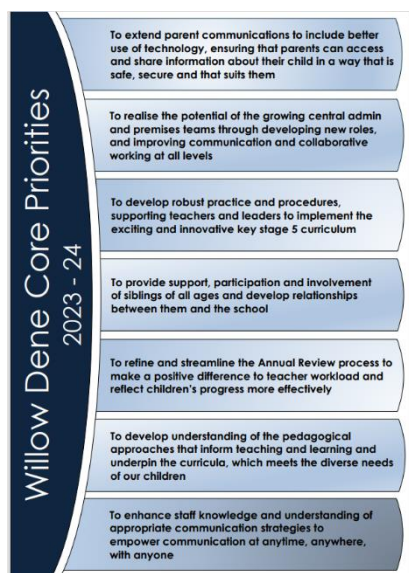 Willow Dene Core Priorities
2023 - 24
To extend parent communications to include better
use of technology, ensuring that parents can access
and share information about their child in a way that is
safe, secure and that suits them
To realise the potential of the growing central admin
and premises teams through developing new roles,
and improving communication and collaborative
working at all levels
To develop robust practice and procedures,
supporting teachers and leaders to implement the
exciting and innovative key stage 5 curriculum
To provide support, participation and involvement
of siblings of all ages and develop relationships
between them and the school
To refine and streamline the Annual Review process to
make a positive difference to teacher workload and
reflect children's progress more effectively
To develop understanding of the pedagogical
approaches that inform teaching and learning and
underpin the curricula, which meets the diverse needs
of our children
To enhance staff knowledge and understanding of
appropriate communication strategies to
empower communication at anytime, anywhere,
with anyone